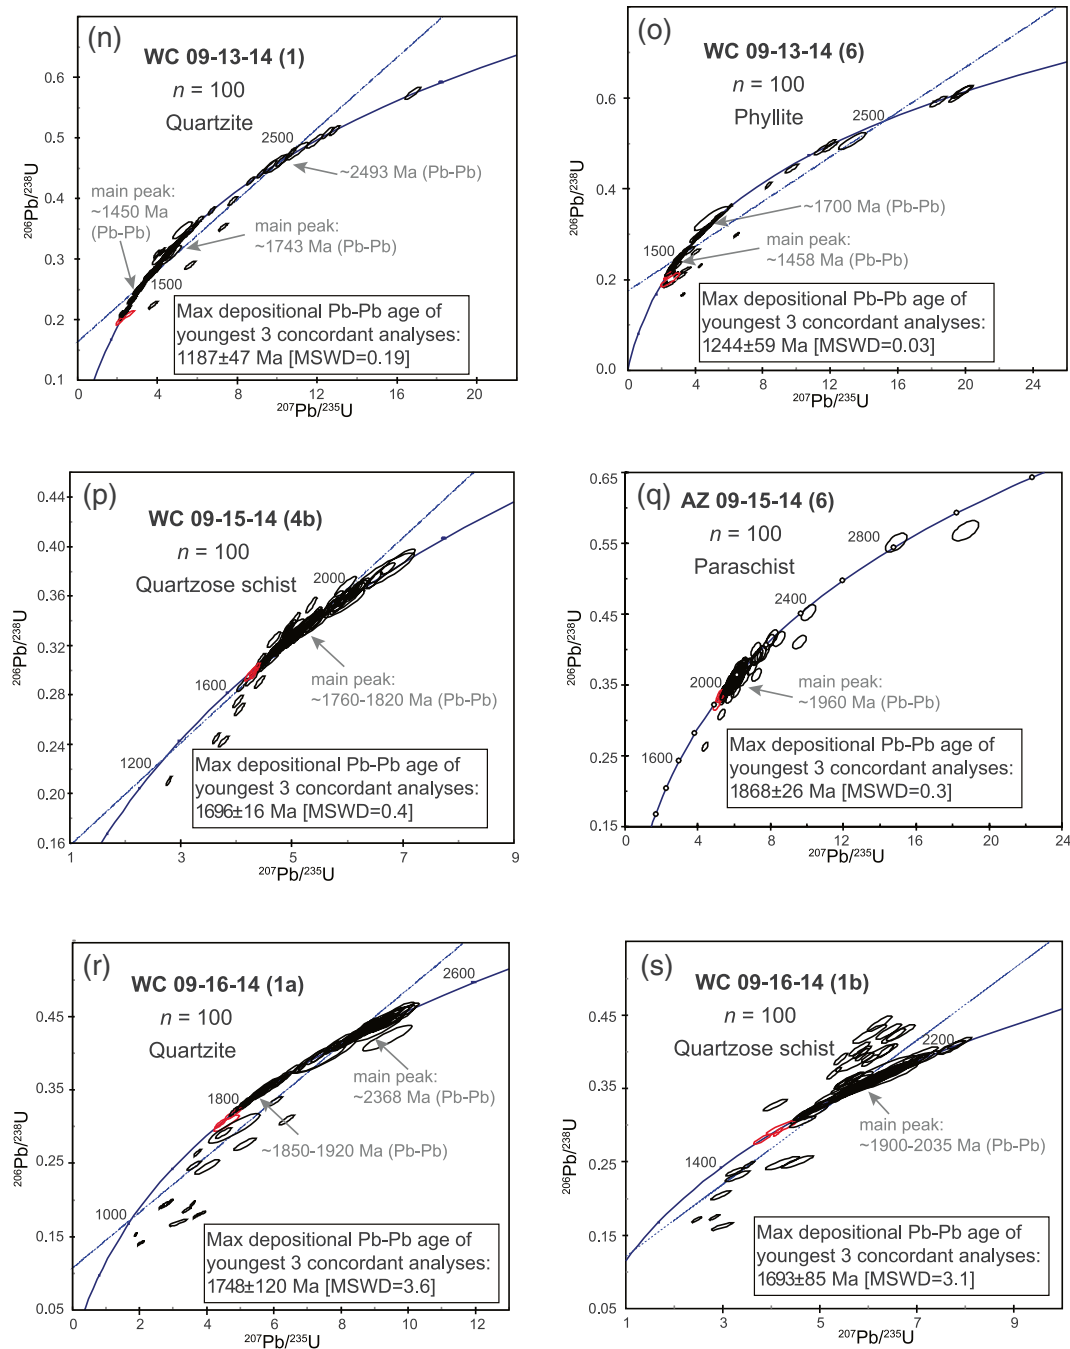 (n)
WC 09-13-14 (1)
n = 100
Quartzite
2500
~2493 Ma (Pb-Pb)
main peak:
~1450 Ma
(Pb-Pb)
main peak:
~1743 Ma (Pb-Pb)
1500
Max depositional Pb-Pb age of
youngest 3 concordant analyses:
1187±47 Ma [MSWD=0.19]
0.6
0.5
0.4
0.3
0.2
0.1
206Pb/238U
0 4 8 12 16 20
207Pb/235U
(o)
WC 09-13-14 (6)
n = 100
Phyllite
2500
~1700 Ma (Pb-Pb)
1500
main peak:
~1458 Ma (Pb-Pb)
Max depositional Pb-Pb age of
youngest 3 concordant analyses:
1244±59 Ma [MSWD=0.03]
0.6
0.4
0.2
0.0
206Pb/238U
0 4 8 12 16 20 24
207Pb/235U
(p)
WC 09-15-14 (4b)
n = 100
Quartzose schist
2000
1600
main peak:
~1760-1820 Ma (Pb-Pb)
1200
Max depositional Pb-Pb age of
youngest 3 concordant analyses:
1696±16 Ma [MSWD=0.4]
0.44
0.40
0.36
0.32
0.28
0.24
0.20
0.16
206Pb/238U
1 3 5 7 9
207Pb/235U
(q)
AZ 09-15-14 (6)
n = 100
Paraschist
2800
2400
2000
main peak:
~1960 Ma (Pb-Pb)
1600
Max depositional Pb-Pb age of
youngest 3 concordant analyses:
1868±26 Ma [MSWD=0.3]
0.65
0.55
0.45
0.35
0.25
0.15
206Pb/238U
0 4 8 12 16 20 24
207Pb/235U
(r)
WC 09-16-14 (1a)
n = 100
Quartzite
2600
main peak:
~2368 Ma (Pb-Pb)
1800
~1850-1920 Ma (Pb-Pb)
1000
Max depositional Pb-Pb age of
youngest 3 concordant analyses:
1748±120 Ma [MSWD=3.6]
0.45
0.35
0.25
0.15
0.05
206Pb/238U
0 2 4 6 8 10 12
207Pb/235U
(s)
WC 09-16-14 (1b)
n = 100
Quartzose schist
2200
main peak:
~1900-2035 Ma (Pb-Pb)
1400
Max depositional Pb-Pb age of
youngest 3 concordant analyses:
1693±85 Ma [MSWD=3.1]
0.45
0.35
0.25
0.15
0.05
206Pb/238U
1 3 5 7 9
207Pb/235U